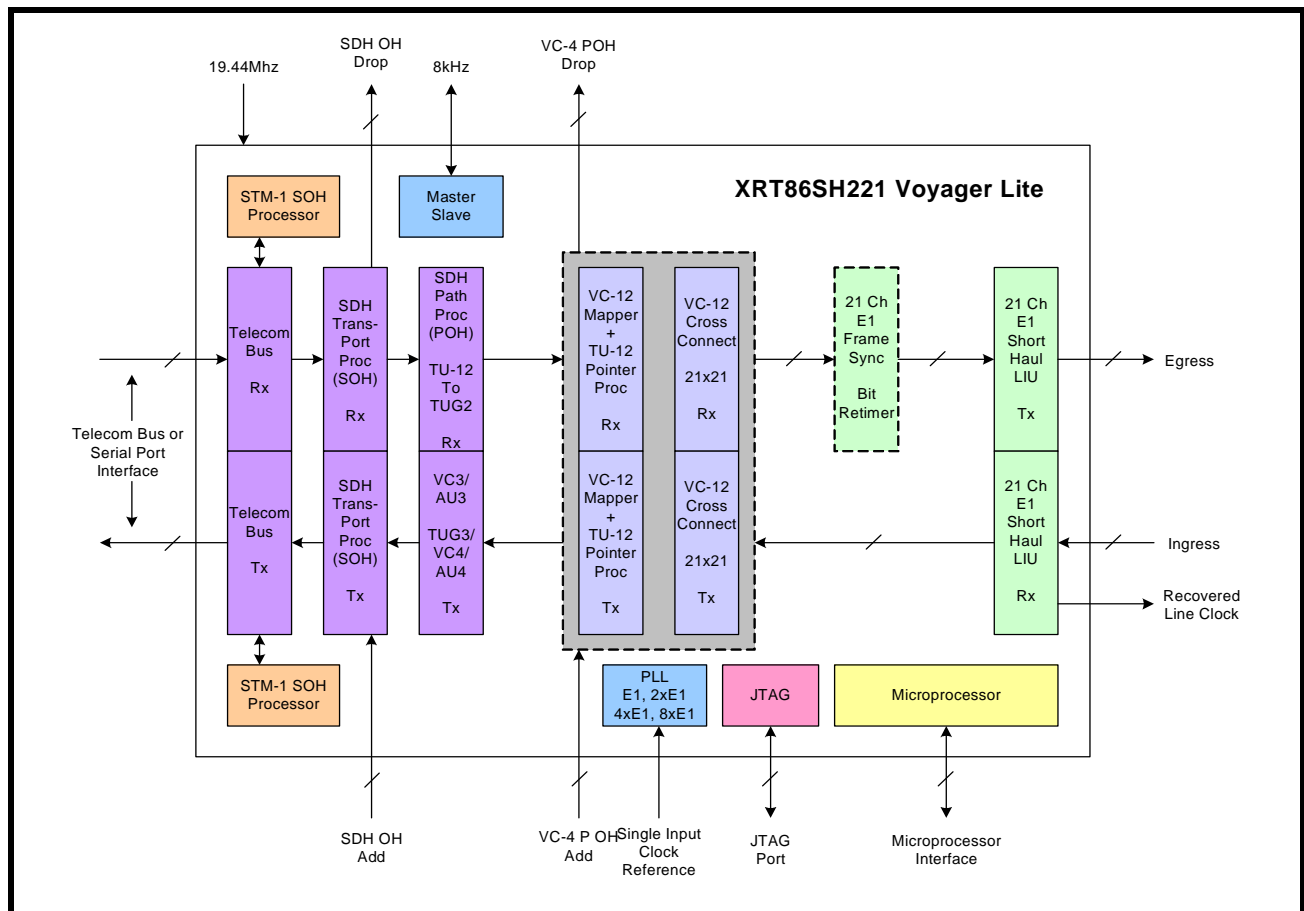 SDH OH
Drop
VC-4 POH
Drop
19.44Mhz
8kHz
XRT86SH221 Voyager Lite
STM-1 SOH
Processor
Master
Slave
Telecom
Bus
Rx
SDH
Trans-
Port
Proc
(SOH)
Rx
SDH
Path
Proc
(POH)
TU-12
To
TUG2
Rx
VC-12
Mapper
+
TU-12
Pointer
Proc
Rx
VC-12
Cross
Connect
21x21
Rx
21 Ch
E1
Frame
Sync
Bit
Retimer
21 Ch
E1
Short
Haul
LIU
Tx
Egress
Telecom Bus or
Serial Port
Interface
Telecom
Bus
Tx
SDH
Trans-
Port
Proc
(SOH)
Tx
VC3/
AU3
TUG3/
VC4/
AU4
Tx
VC-12
Mapper
+
TU-12
Pointer
Proc
Tx
VC-12
Cross
Connect
21x21
Tx
21 Ch
E1
Short
Haul
LIU
Rx
Ingress
Recovered
Line Clock
STM-1 SOH
Processor
PLL
E1, 2xE1
4xE1, 8xE1
JTAG
Microprocessor
SDH OH
Add
VC-4 P OH
Add
Single Input
Clock
Reference
JTAG
Port
Microprocessor
Interface